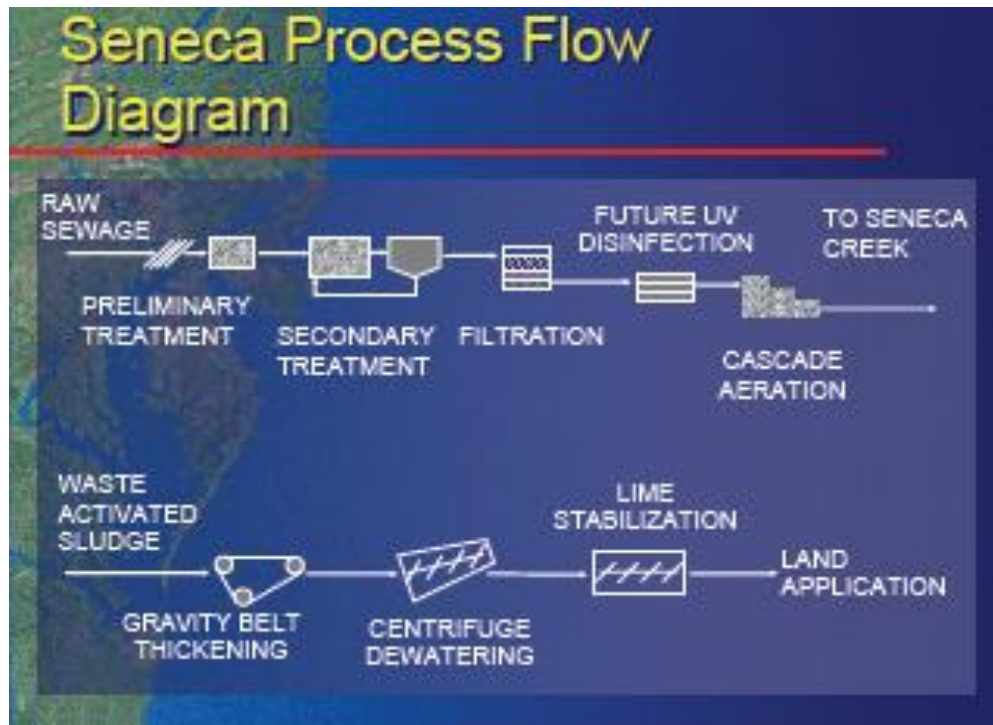 Seneca Process Flow
Diagram
RAW
SEWAGE
PRELIMINARY
TREATMENT
SECONDARY
TREATMENT
FILTRATION
FUTURE UV
DISINFECTION
CASCADE
AERATION
TO SENECA
CREEK
WASTE
ACTIVATED
SLUDGE
GRAVITY BELT
THICKENING
CENTRIFUGE
DEWATERING
LIME
STABILIZATION
LAND
APPLICATION